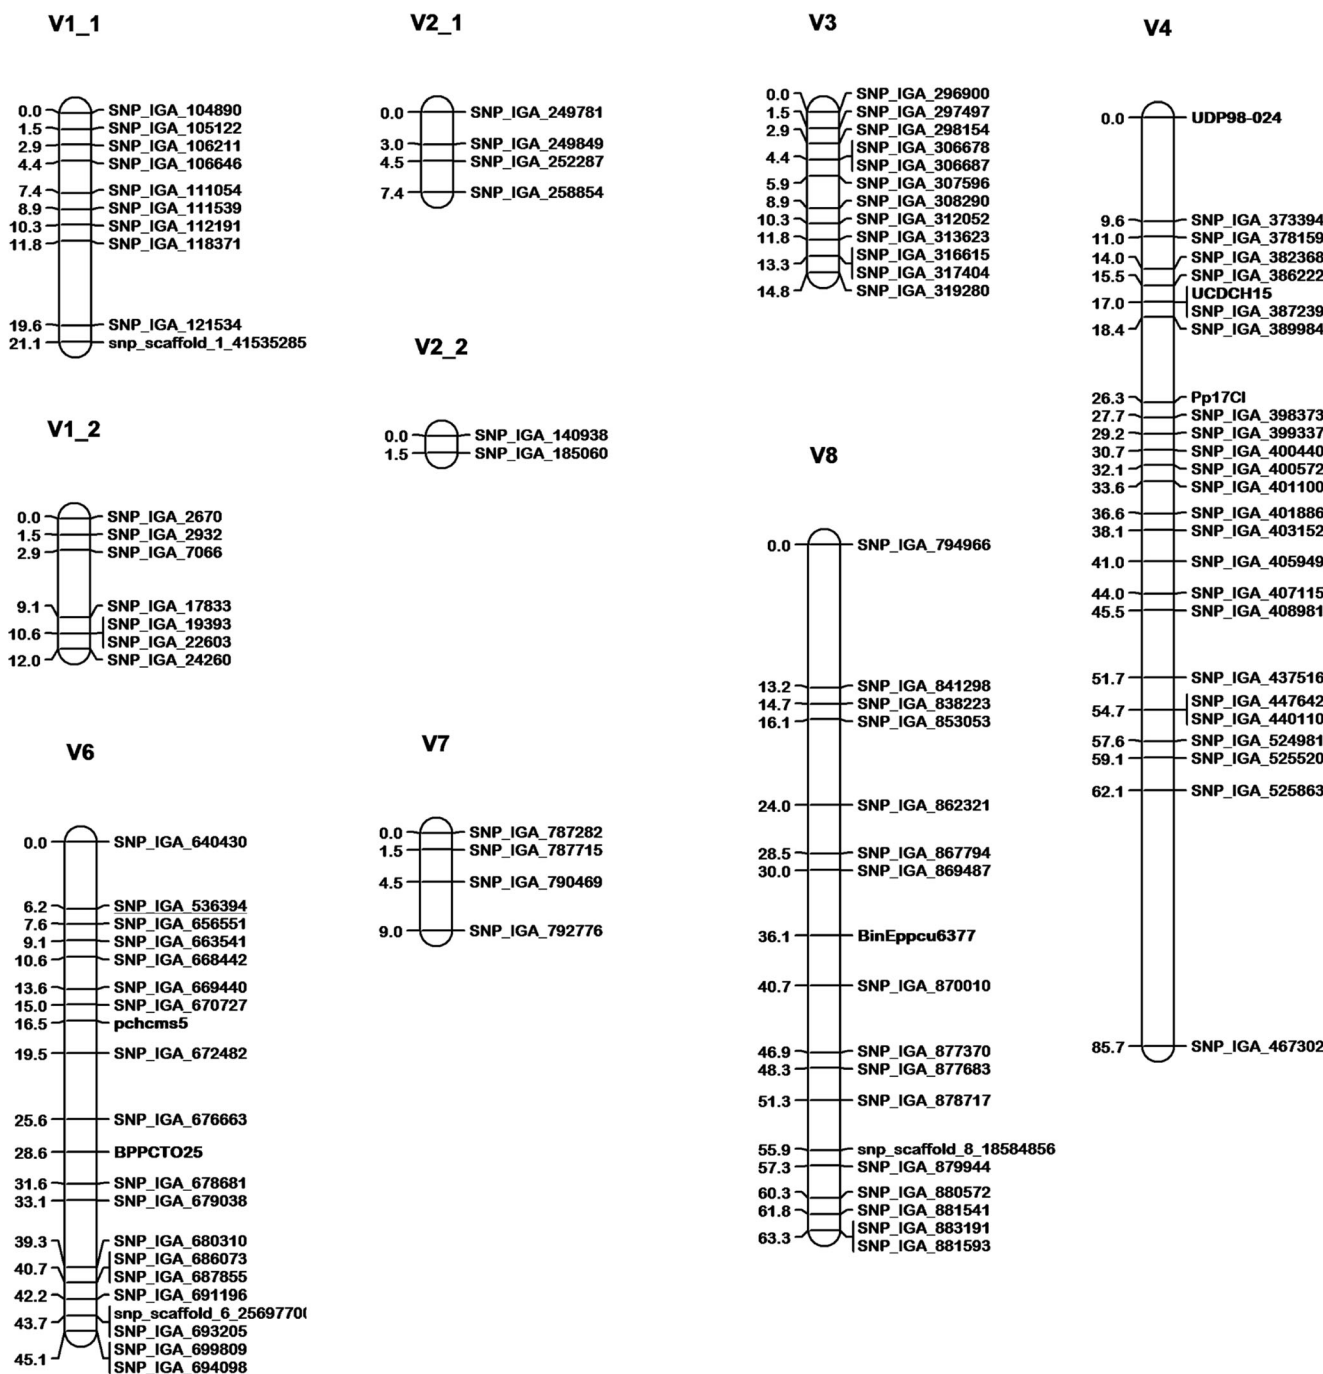 V1_1
0.0 SNP_IGA_104890
1.5 SNP_IGA_105122
2.9 SNP_IGA_106211
4.4 SNP_IGA_106646
7.4 SNP_IGA_111054
8.9 SNP_IGA_111539
10.3 SNP_IGA_112191
11.8 SNP_IGA_118371
19.6 SNP_IGA_121534
21.1 snp_scaffold_1_41535285
V1_2
0.0 SNP_IGA_2670
1.5 SNP_IGA_2932
2.9 SNP_IGA_7066
9.1 SNP_IGA_17833
10.6 SNP_IGA_19393
SNP_IGA_22603
12.0 SNP_IGA_24260
V6
0.0 SNP_IGA_640430
6.2 SNP_IGA_536394
7.6 SNP_IGA_656551
9.1 SNP_IGA_663541
10.6 SNP_IGA_668442
13.6 SNP_IGA_669440
15.0 SNP_IGA_670727
16.5 pchcms5
19.5 SNP_IGA_672482
25.6 SNP_IGA_676663
28.6 BPPCTO25
31.6 SNP_IGA_678681
33.1 SNP_IGA_679038
39.3 SNP_IGA_680310
40.7 SNP_IGA_686073
SNP_IGA_687855
42.2 SNP_IGA_691196
43.7 snp_scaffold_6_2569770
SNP_IGA_693205
45.1 SNP_IGA_699809
SNP_IGA_694098
V2_1
0.0 SNP_IGA_249781
3.0 SNP_IGA_249849
4.5 SNP_IGA_252287
7.4 SNP_IGA_258854
V2_2
0.0 SNP_IGA_140938
1.5 SNP_IGA_185060
V7
0.0 SNP_IGA_787282
1.5 SNP_IGA_787715
4.5 SNP_IGA_790469
9.0 SNP_IGA_792776
V3
0.0 SNP_IGA_296900
1.5 SNP_IGA_297497
2.9 SNP_IGA_298154
4.4 SNP_IGA_306678
SNP_IGA_306687
5.9 SNP_IGA_307596
8.9 SNP_IGA_308290
10.3 SNP_IGA_312052
11.8 SNP_IGA_313623
13.3 SNP_IGA_316615
SNP_IGA_317404
14.8 SNP_IGA_319280
V8
0.0 SNP_IGA_794966
13.2 SNP_IGA_841298
14.7 SNP_IGA_838223
16.1 SNP_IGA_853053
24.0 SNP_IGA_862321
28.5 SNP_IGA_867794
30.0 SNP_IGA_869487
36.1 BinEppcu6377
40.7 SNP_IGA_870010
46.9 SNP_IGA_877370
48.3 SNP_IGA_877683
51.3 SNP_IGA_878717
55.9 snp_scaffold_8_18584856
57.3 SNP_IGA_879944
60.3 SNP_IGA_880572
61.8 SNP_IGA_881541
63.3 SNP_IGA_883191
SNP_IGA_881593
V4
0.0 UDP98-024
9.6 SNP_IGA_373394
11.0 SNP_IGA_378159
14.0 SNP_IGA_382368
15.5 SNP_IGA_386222
17.0 UCDCH15
SNP_IGA_387239
18.4 SNP_IGA_389984
26.3 Pp17Cl
27.7 SNP_IGA_398373
29.2 SNP_IGA_399337
30.7 SNP_IGA_400440
32.1 SNP_IGA_400572
33.6 SNP_IGA_401100
36.6 SNP_IGA_401886
38.1 SNP_IGA_403152
41.0 SNP_IGA_405949
44.0 SNP_IGA_407115
45.5 SNP_IGA_408981
51.7 SNP_IGA_437516
54.7 SNP_IGA_447642
SNP_IGA_440110
57.6 SNP_IGA_524981
59.1 SNP_IGA_525520
62.1 SNP_IGA_525863
85.7 SNP_IGA_467302